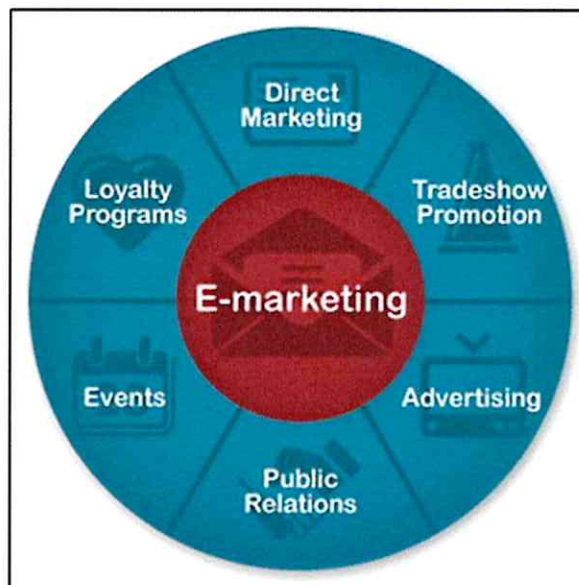 Direct
Marketing
Tradeshow
Promotion
Advertising
Public
Relations
Events
Loyalty
Programs
E-marketing